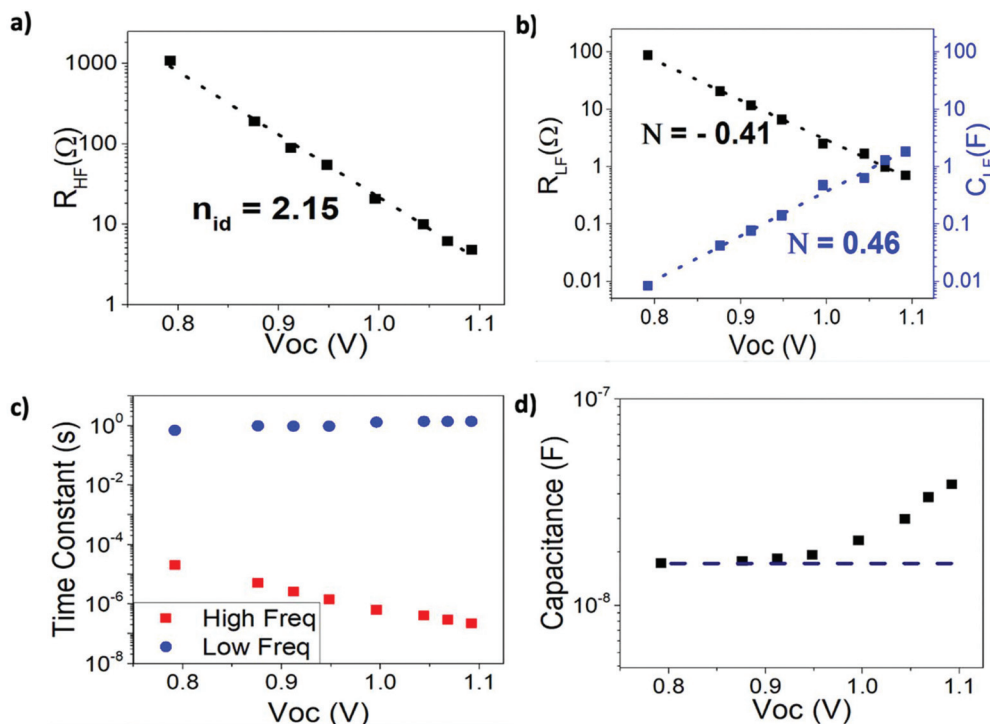 a)
1000
100
10
1
R_HF(Ω)
n_id = 2.15
0.8 0.9 1.0 1.1
Voc (V)
b)
100
10
1
0.1
0.01
R_LF(Ω)
N = - 0.41
N = 0.46
100
10
1
0.1
0.01
C_LF(F)
0.8 0.9 1.0 1.1
Voc (V)
c)
10^0
10^-2
10^-4
10^-6
10^-8
Time Constant (s)
High Freq
Low Freq
0.8 0.9 1.0 1.1
Voc (V)
d)
10^-7
10^-8
Capacitance (F)
0.8 0.9 1.0 1.1
Voc (V)